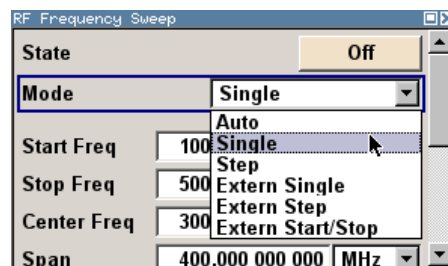 RF Frequency Sweep
State Off
Mode Single
Auto
Start Freq 100 Single
Step
Stop Freq 500 Extern Single
Extern Step
Center Freq 300 Extern Start/Stop
Span 400.000 000 000 MHz